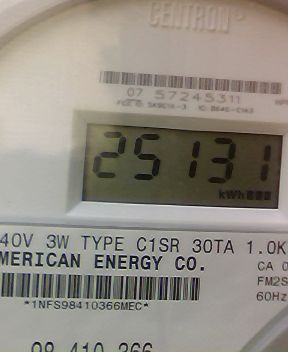 CENTRON
07 57245311
25131
kWh
40V 3W TYPE C1SR 30TA 1.0K
MERICAN ENERGY CO.
CA 0
FM2S
60Hz
*1NFS98410366MEC*
98 410 366